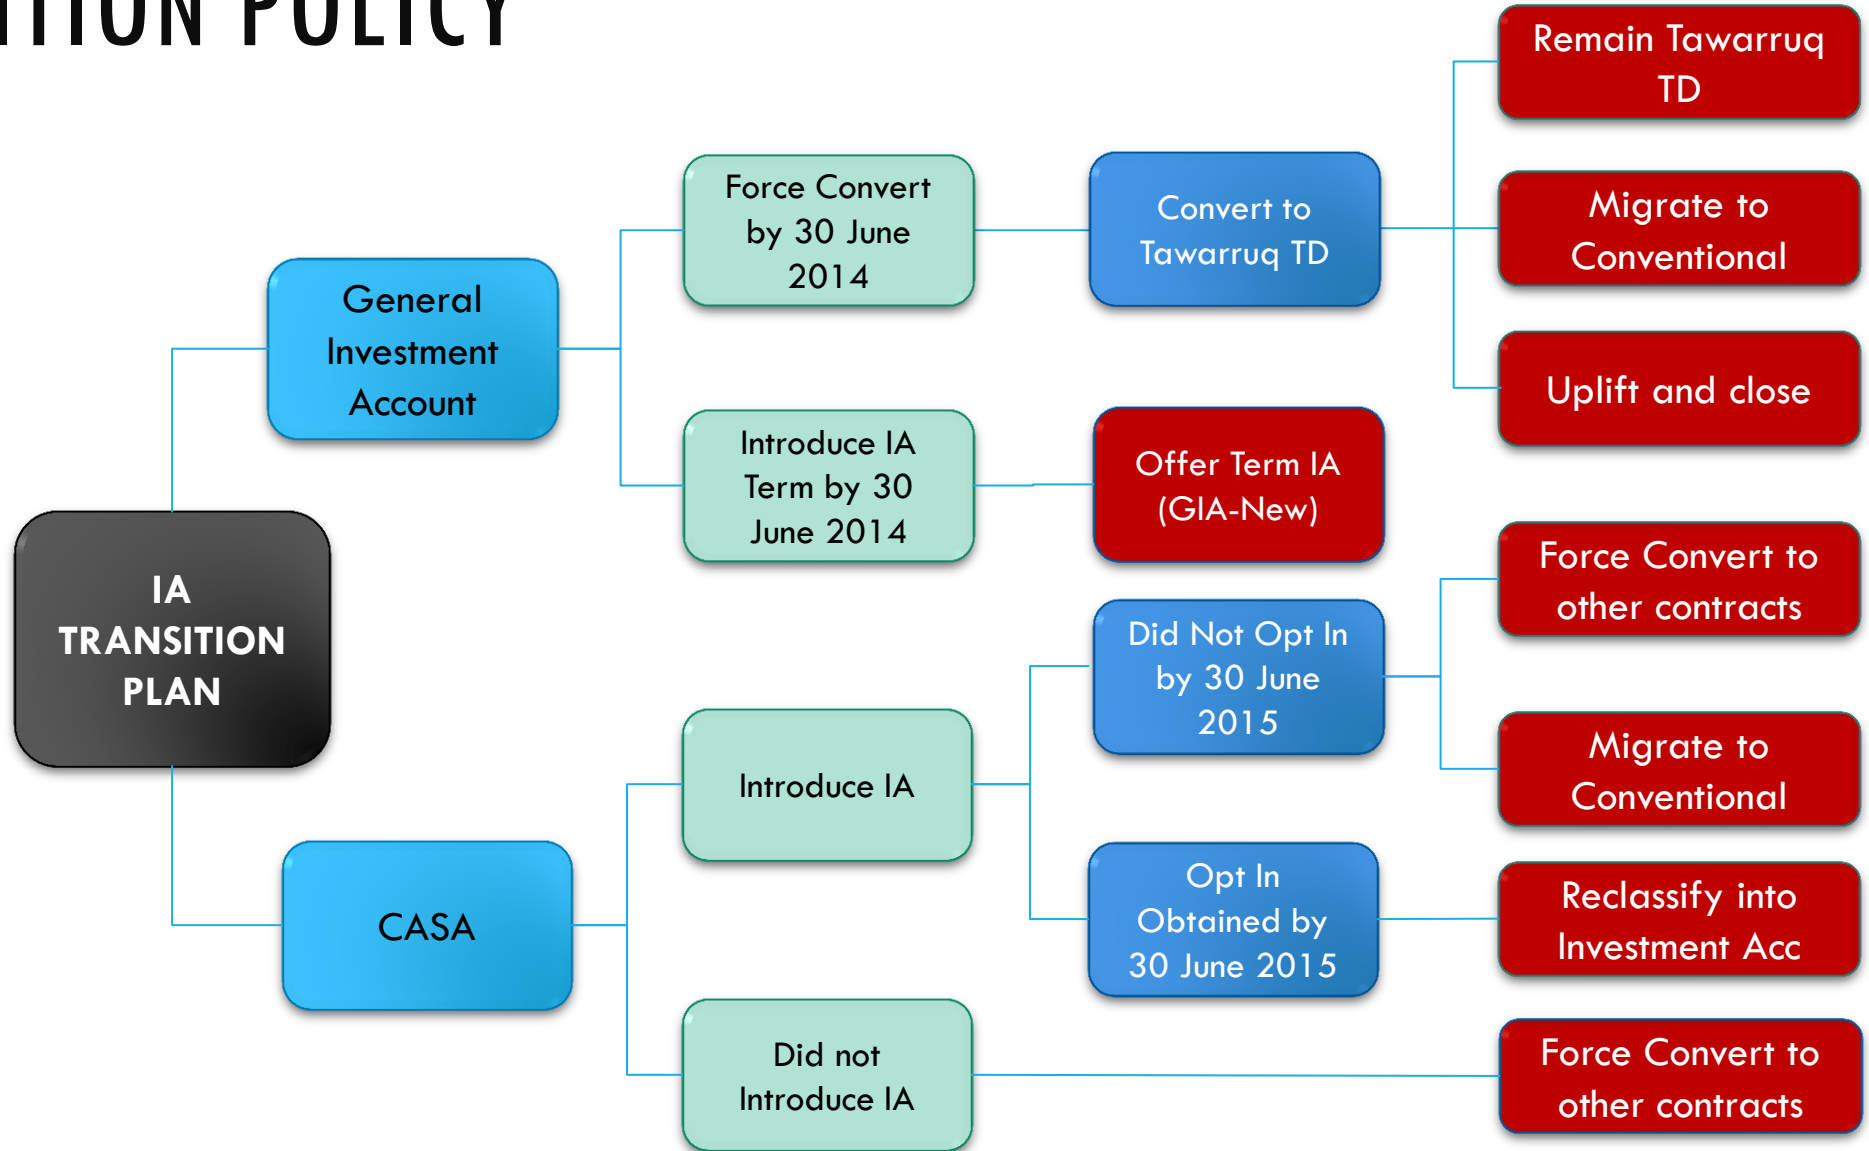 ITION POLICY
Remain Tawarruq
TD
Force Convert
by 30 June
2014
Convert to
Tawarruq TD
Migrate to
Conventional
General
Investment
Account
Uplift and close
Introduce IA
Term by 30
June 2014
Offer Term IA
(GIA-New)
IA
TRANSITION
PLAN
Force Convert to
other contracts
Did Not Opt In
by 30 June
2015
Introduce IA
Migrate to
Conventional
CASA
Opt In
Obtained by
30 June 2015
Reclassify into
Investment Acc
Did not
Introduce IA
Force Convert to
other contracts